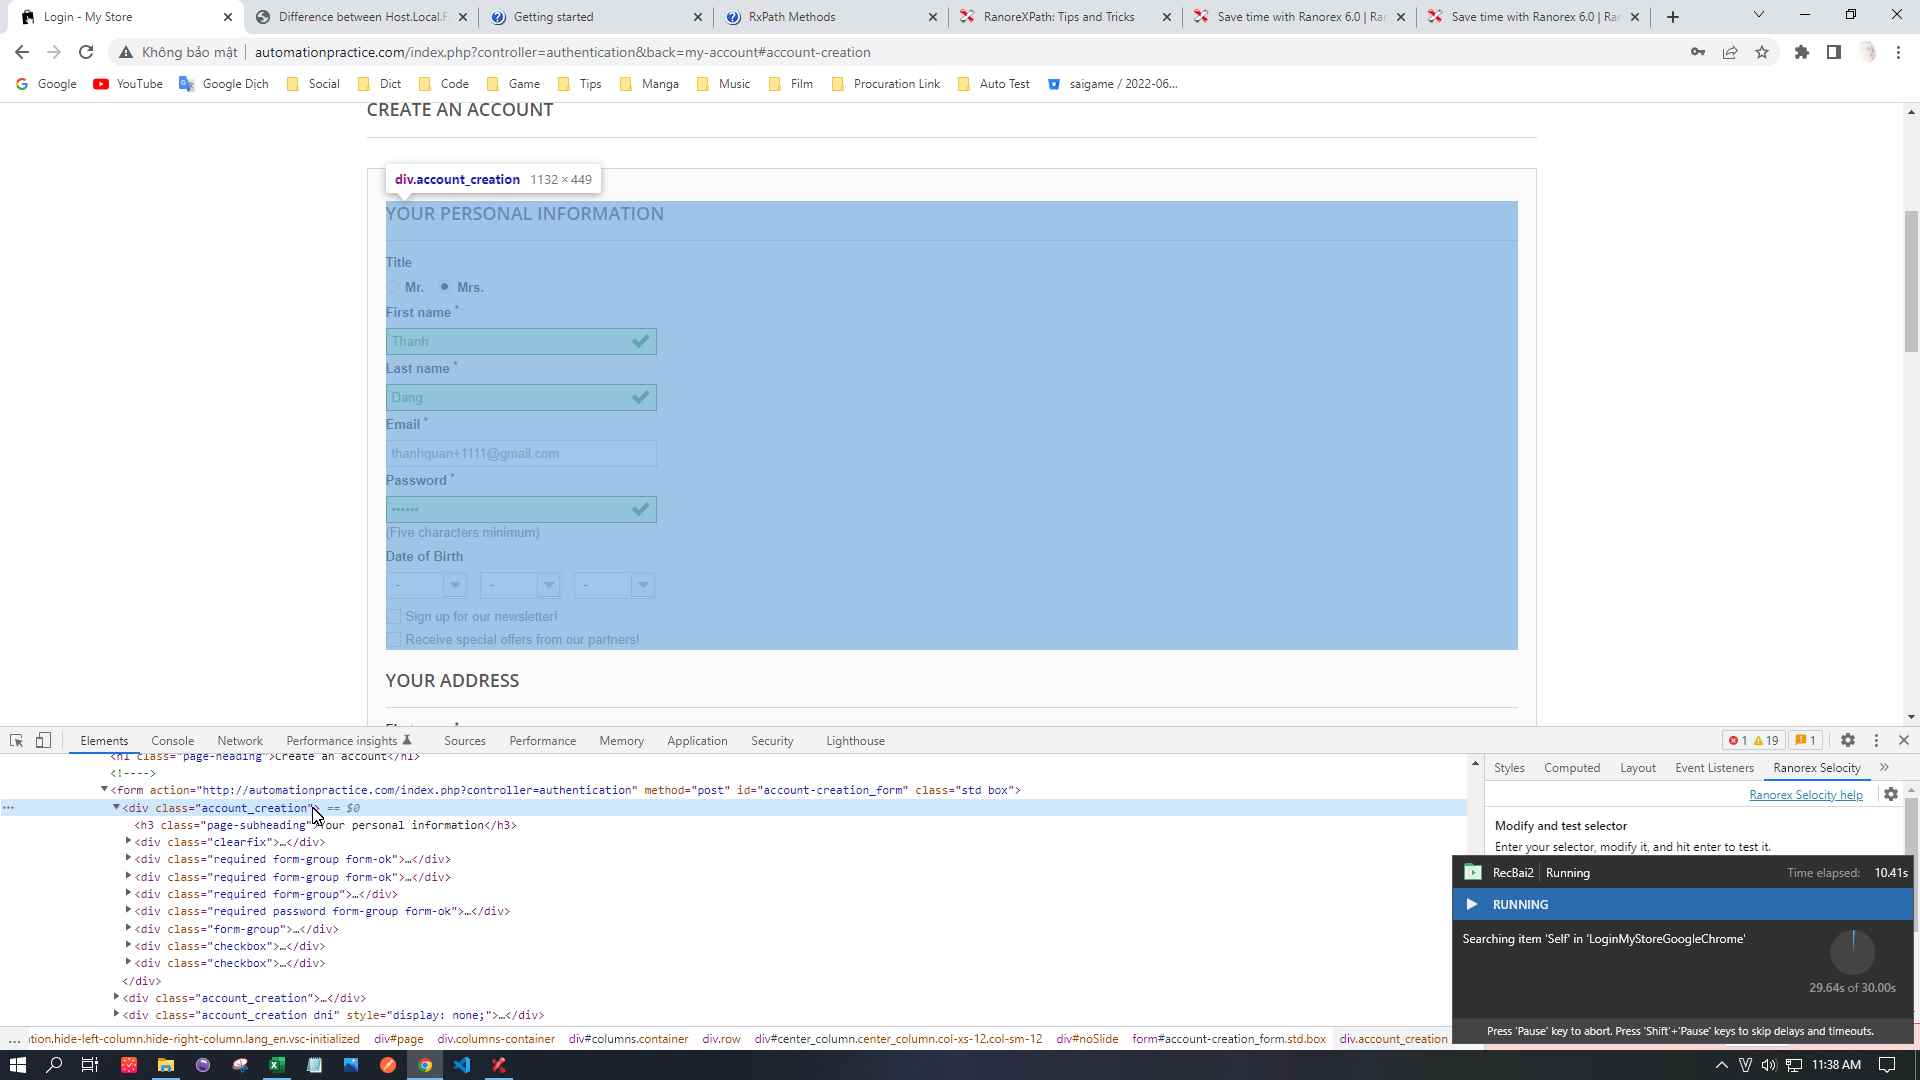 Login - My Store
Difference between Host.Local.F
Getting started
RxPath Methods
RanoreXPath: Tips and Tricks
Save time with Ranorex 6.0 | Ran
Save time with Ranorex 6.0 | Ran
Không bảo mật | automationpractice.com/index.php?controller=authentication&back=my-account#account-creation
Google YouTube Google Dịch Social Dict Code Game Tips Manga Music Film Procuration Link Auto Test saigame / 2022-06...
CREATE AN ACCOUNT
div.account_creation 1132 × 449
YOUR PERSONAL INFORMATION
Title
Mr. Mrs.
First name *
Thanh
Last name *
Dang
Email *
thanhquan+1111@gmail.com
Password *
••••••
(Five characters minimum)
Date of Birth
- - -
Sign up for our newsletter!
Receive special offers from our partners!
YOUR ADDRESS
Elements Console Network Performance insights Sources Performance Memory Application Security Lighthouse 1 19 1
<h1 class="page-heading">Create an account</h1>
<!---->
<form action="http://automationpractice.com/index.php?controller=authentication" method="post" id="account-creation_form" class="std box">
<div class="account_creation"> == $0
<h3 class="page-subheading">Your personal information</h3>
<div class="clearfix">…</div>
<div class="required form-group form-ok">…</div>
<div class="required form-group form-ok">…</div>
<div class="required form-group">…</div>
<div class="required password form-group form-ok">…</div>
<div class="form-group">…</div>
<div class="checkbox">…</div>
<div class="checkbox">…</div>
</div>
<div class="account_creation">…</div>
<div class="account_creation dni" style="display: none;">…</div>
... tion.hide-left-column.hide-right-column.lang_en.vsc-initialized div#page div.columns-container div#columns.container div.row div#center_column.center_column.col-xs-12.col-sm-12 div#noSlide form#account-creation_form.std.box div.account_creation
Styles Computed Layout Event Listeners Ranorex Selocity
Ranorex Selocity help
Modify and test selector
Enter your selector, modify it, and hit enter to test it.
RecBai2 | Running Time elapsed: 10.41s
RUNNING
Searching item 'Self' in 'LoginMyStoreGoogleChrome'
29.64s of 30.00s
Press 'Pause' key to abort. Press 'Shift'+'Pause' keys to skip delays and timeouts.
11:38 AM